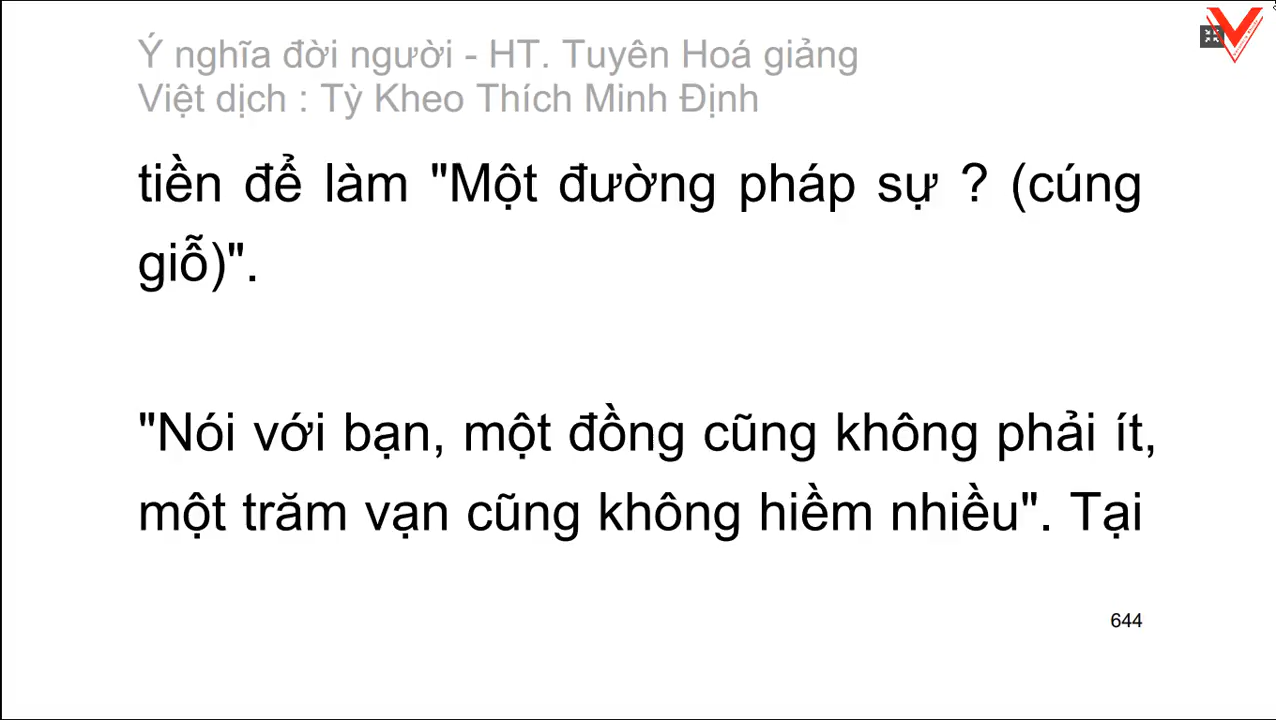 Ý nghĩa đời người - HT. Tuyên Hoá giảng
Việt dịch : Tỳ Kheo Thích Minh Định
tiền để làm "Một đường pháp sự ? (cúng
giỗ)".
"Nói với bạn, một đồng cũng không phải ít,
một trăm vạn cũng không hiềm nhiều". Tại
644